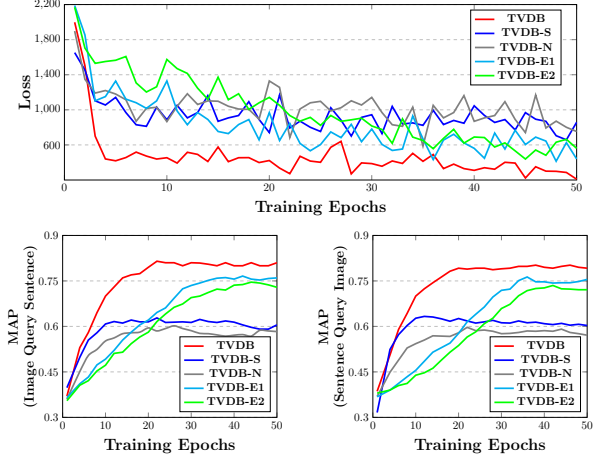 2,200
1,800
1,400
1,000
600
Loss
0 10 20 30 40 50
Training Epochs
TVDB
TVDB-S
TVDB-N
TVDB-E1
TVDB-E2
0.9
0.75
0.6
0.45
0.3
MAP
(Image Query Sentence)
0 10 20 30 40 50
Training Epochs
TVDB
TVDB-S
TVDB-N
TVDB-E1
TVDB-E2
0.9
0.75
0.6
0.45
0.3
MAP
(Sentence Query Image)
0 10 20 30 40 50
Training Epochs
TVDB
TVDB-S
TVDB-N
TVDB-E1
TVDB-E2